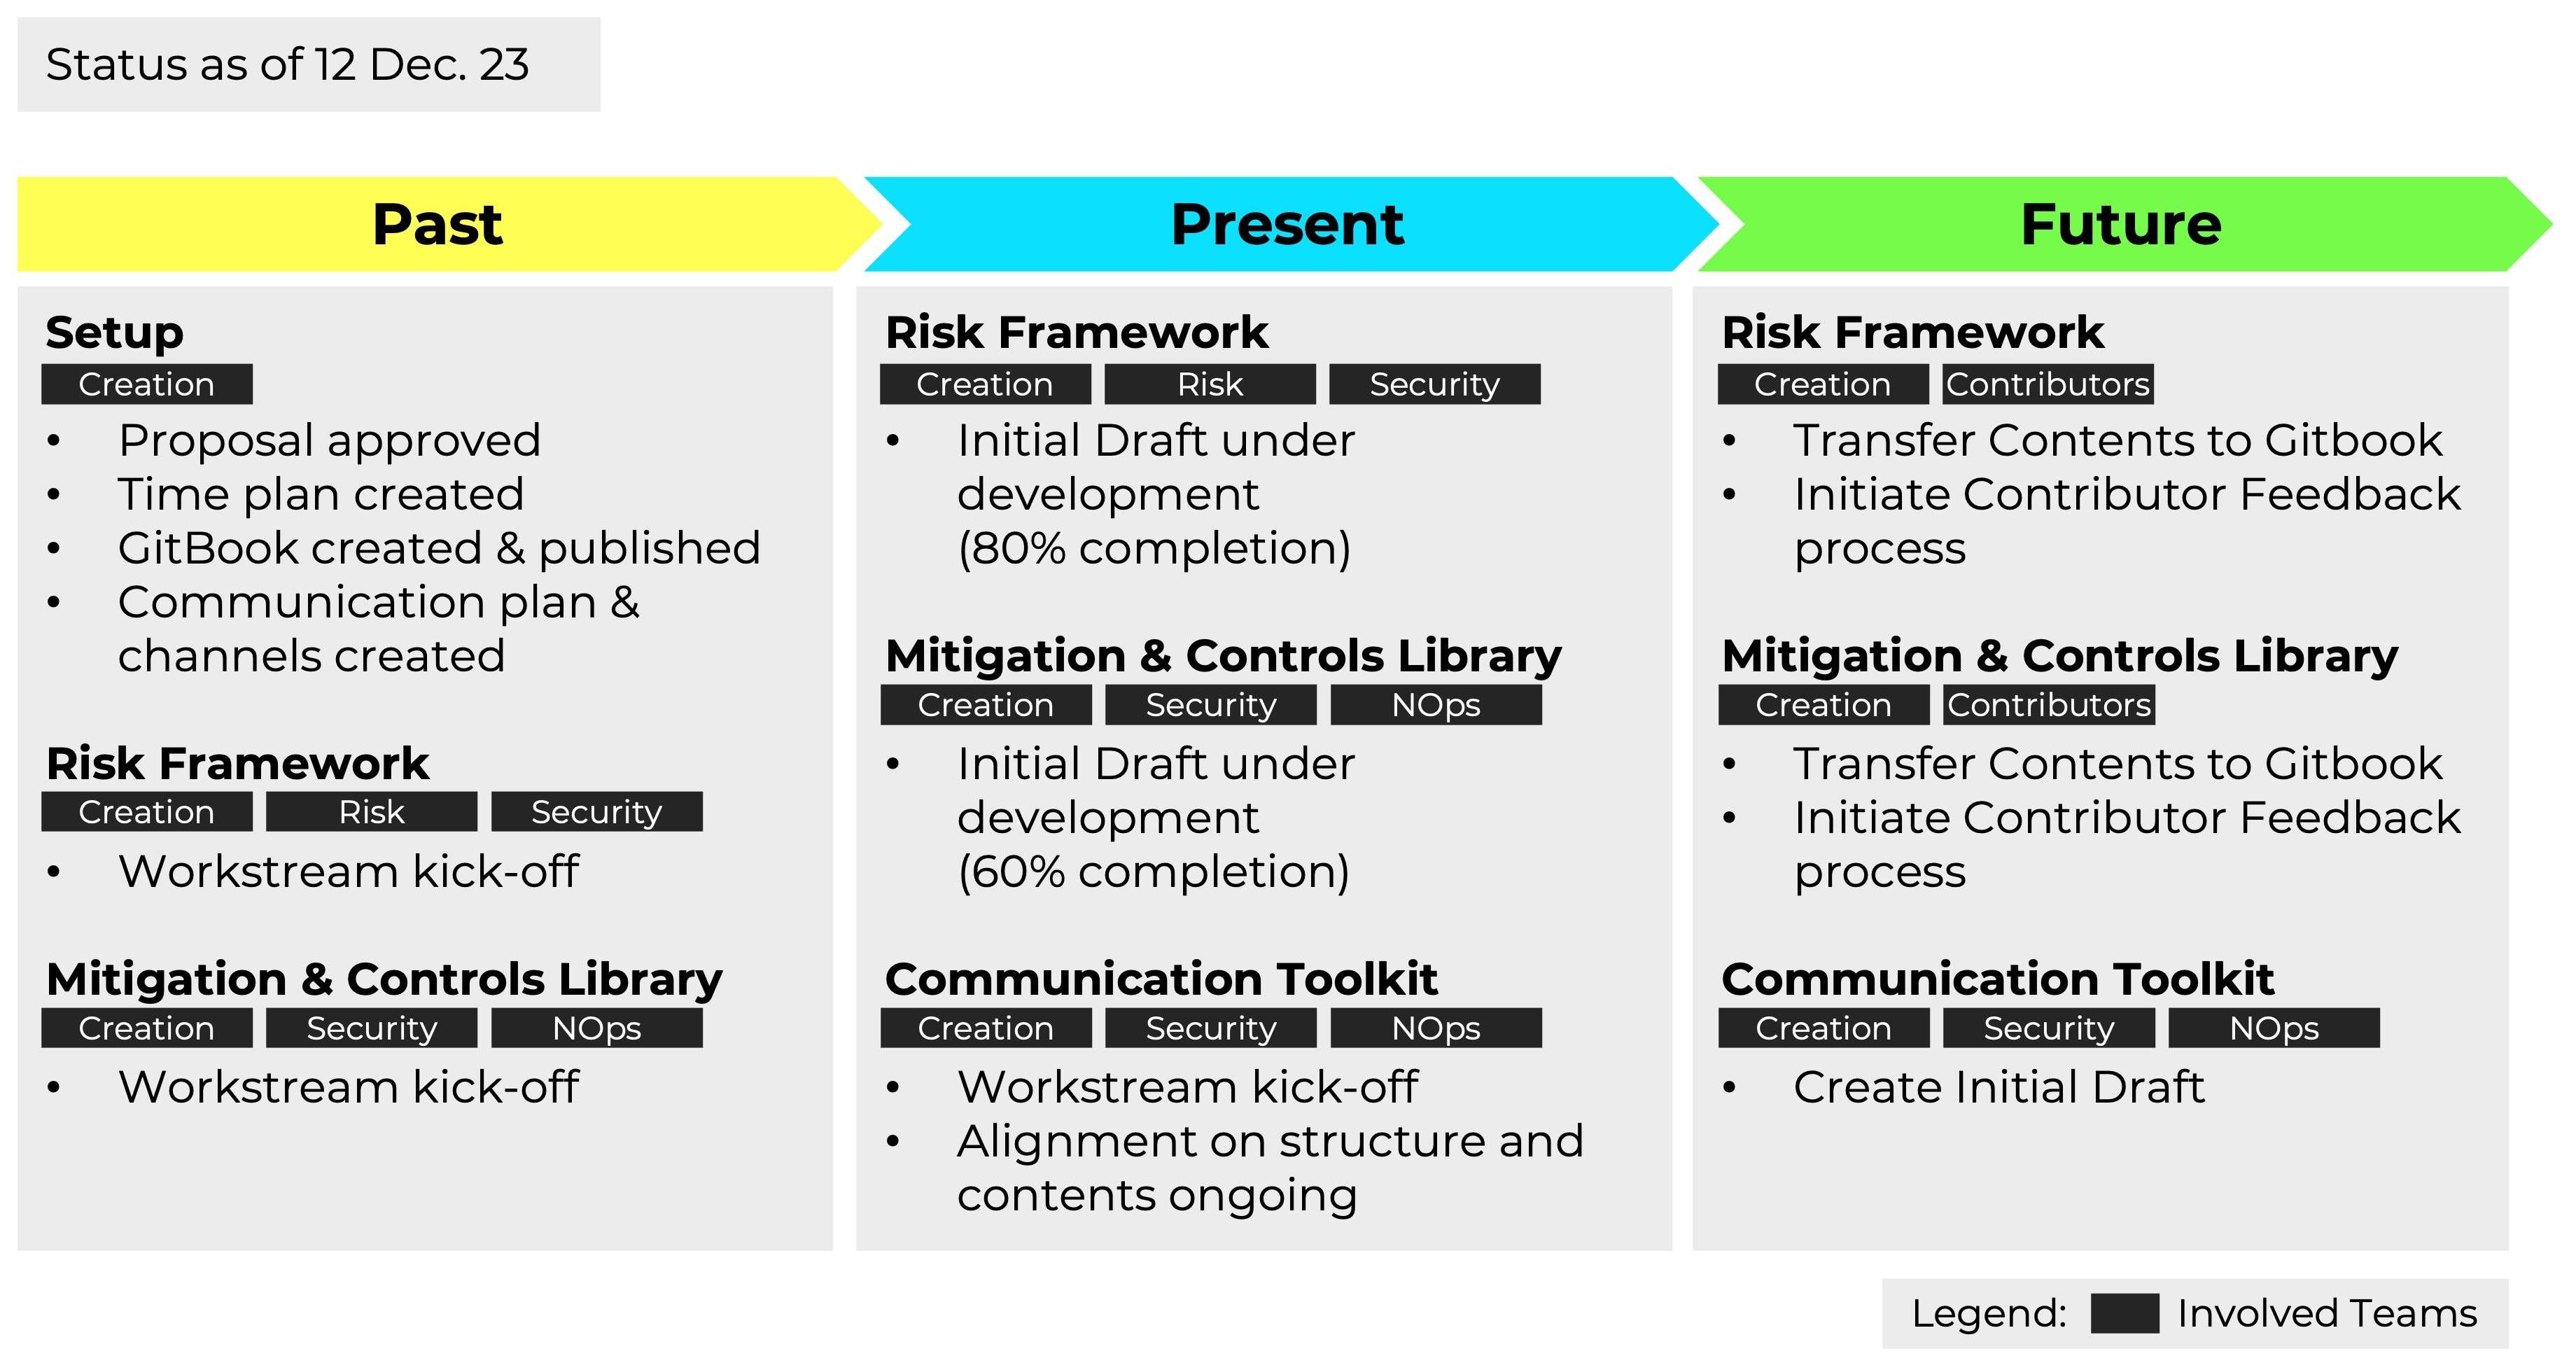 Status as of 12 Dec. 23
Past
Present
Future
Setup
Creation
• Proposal approved
• Time plan created
• GitBook created & published
• Communication plan &
channels created
Risk Framework
Creation Risk Security
• Workstream kick-off
Mitigation & Controls Library
Creation Security NOps
• Workstream kick-off
Risk Framework
Creation Risk Security
• Initial Draft under
development
(80% completion)
Mitigation & Controls Library
Creation Security NOps
• Initial Draft under
development
(60% completion)
Communication Toolkit
Creation Security NOps
• Workstream kick-off
• Alignment on structure and
contents ongoing
Risk Framework
Creation Contributors
• Transfer Contents to Gitbook
• Initiate Contributor Feedback
process
Mitigation & Controls Library
Creation Contributors
• Transfer Contents to Gitbook
• Initiate Contributor Feedback
process
Communication Toolkit
Creation Security NOps
• Create Initial Draft
Legend: Involved Teams